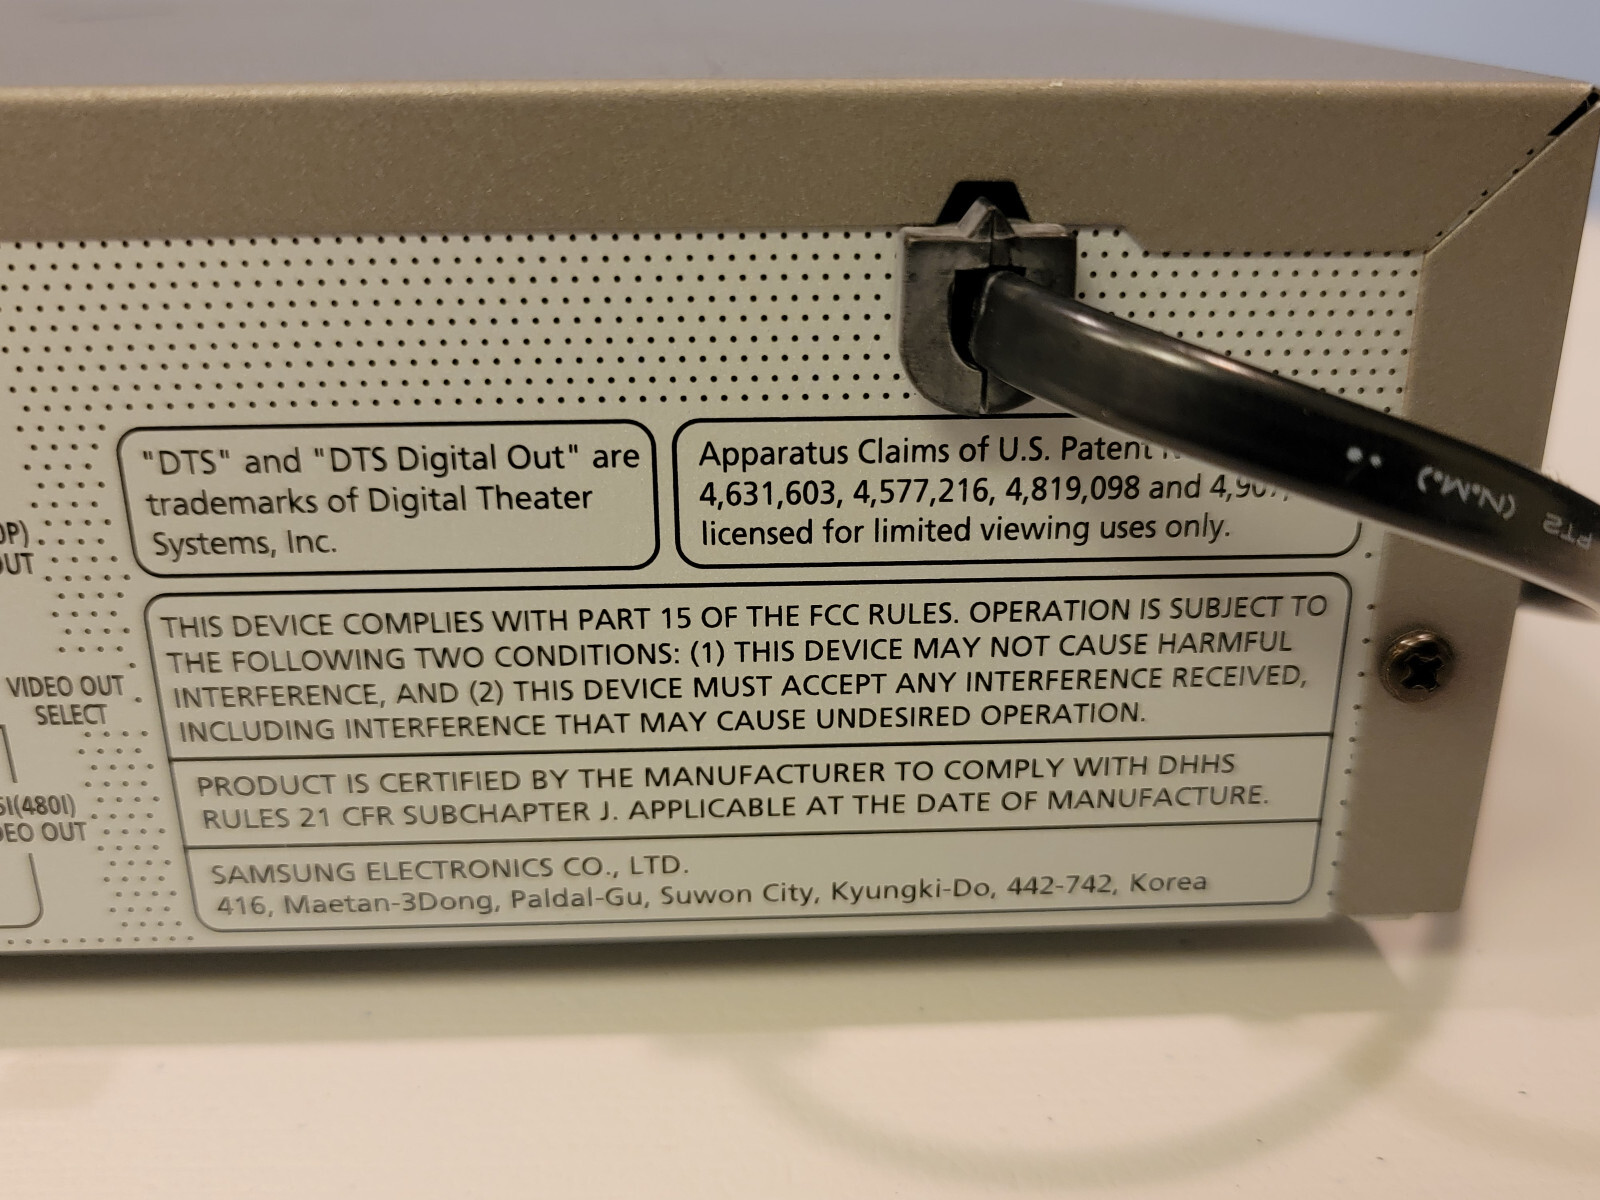 "DTS" and "DTS Digital Out" are
trademarks of Digital Theater
Systems, Inc.
Apparatus Claims of U.S. Patent
4,631,603, 4,577,216, 4,819,098 and
licensed for limited viewing uses only.
THIS DEVICE COMPLIES WITH PART 15 OF THE FCC RULES. OPERATION IS SUBJECT TO
THE FOLLOWING TWO CONDITIONS: (1) THIS DEVICE MAY NOT CAUSE HARMFUL
INTERFERENCE, AND (2) THIS DEVICE MUST ACCEPT ANY INTERFERENCE RECEIVED,
INCLUDING INTERFERENCE THAT MAY CAUSE UNDESIRED OPERATION.
PRODUCT IS CERTIFIED BY THE MANUFACTURER TO COMPLY WITH DHHS
RULES 21 CFR SUBCHAPTER J. APPLICABLE AT THE DATE OF MANUFACTURE.
SAMSUNG ELECTRONICS CO., LTD.
416, Maetan-3Dong, Paldal-Gu, Suwon City, Kyungki-Do, 442-742, Korea
VIDEO OUT
SELECT
OUT
(N.M.) PT2